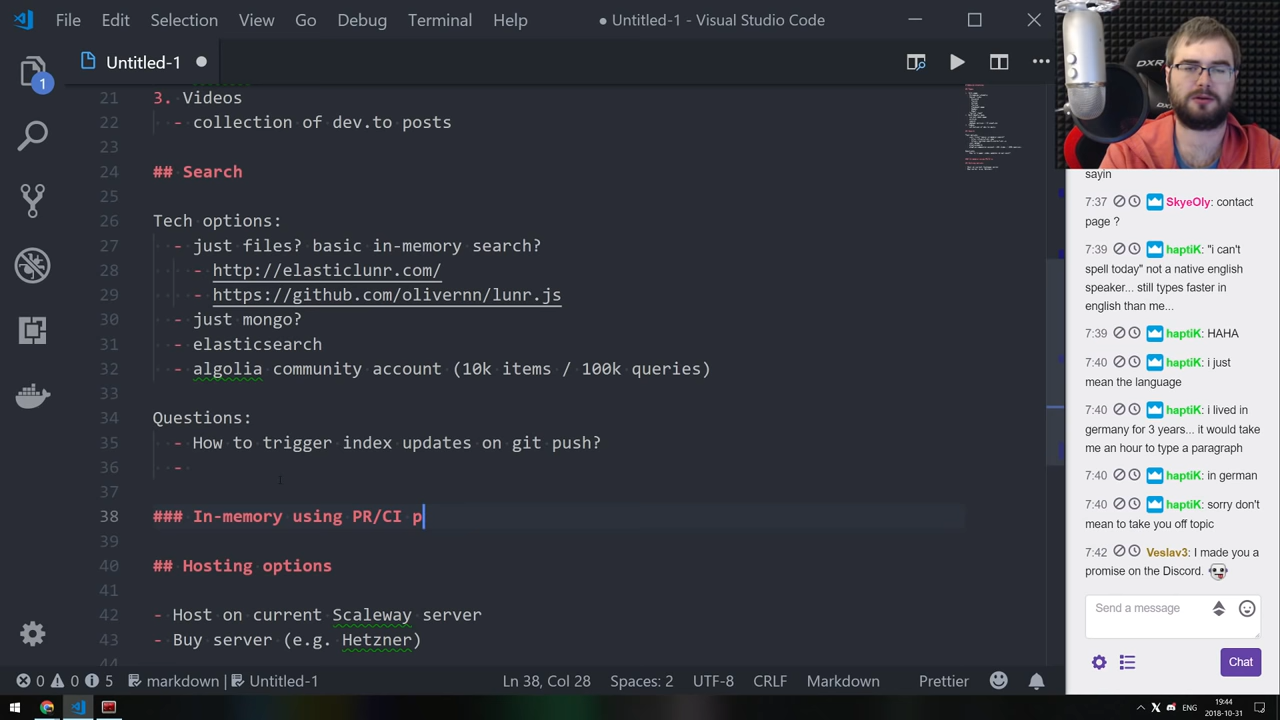 File Edit Selection View Go Debug Terminal Help
● Untitled-1 - Visual Studio Code
Untitled-1 ●
1
21
22 - collection of dev.to posts
3. Videos
23
24 ## Search
25
26 Tech options:
27 - just files? basic in-memory search?
28 - http://elasticlunr.com/
29 - https://github.com/olivernn/lunr.js
30 - just mongo?
31 - elasticsearch
32 - algolia community account (10k items / 100k queries)
33
34 Questions:
35 - How to trigger index updates on git push?
36 -
37
38 ### In-memory using PR/CI p
39
40 ## Hosting options
41
42 - Host on current Scaleway server
43 - Buy server (e.g. Hetzner)
44
0 0 5 markdown Untitled-1 Ln 38, Col 28 Spaces: 2 UTF-8 CRLF Markdown Prettier
ENG 19:44
2018-10-31
DXR
sayin
7:37 SkyeOly: contact
page ?
7:39 haptiK: "i can't
spell today" not a native english
speaker... still types faster in
english than me...
7:39 haptiK: HAHA
7:40 haptiK: i just
mean the language
7:40 haptiK: i lived in
germany for 3 years... it would take
me an hour to type a paragraph
7:40 haptiK: in german
7:40 haptiK: sorry don't
mean to take you off topic
7:42 Veslav3: I made you a
promise on the Discord.
Send a message
Chat